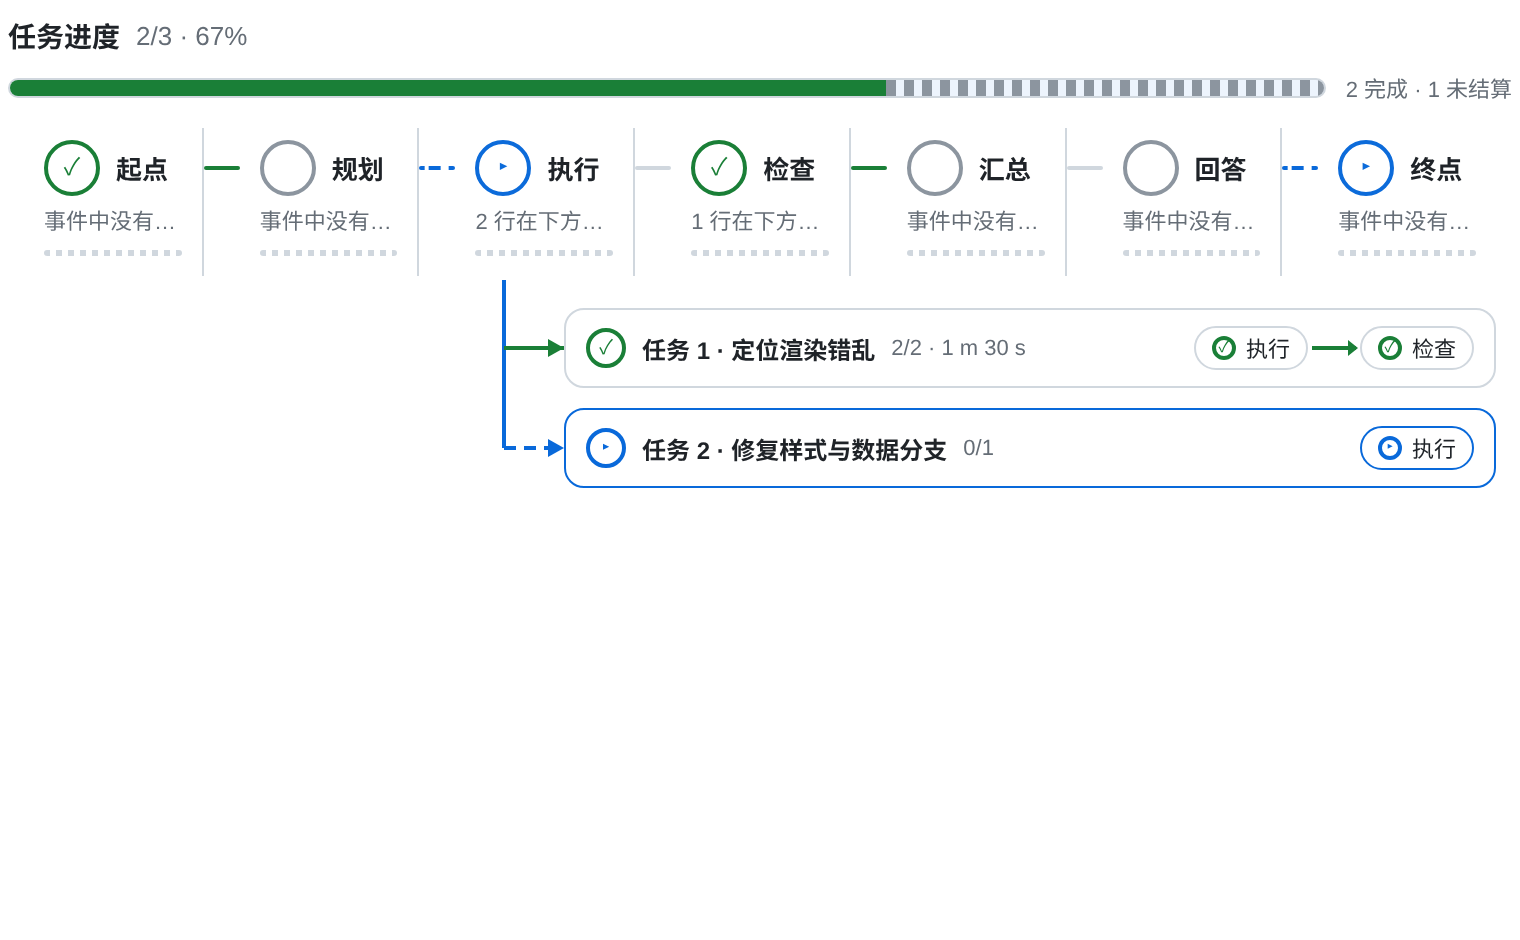 任务进度 2/3 · 67%
2 完成 · 1 未结算
起点 规划 执行 检查 汇总 回答 终点
事件中没有… 事件中没有… 2 行在下方… 1 行在下方… 事件中没有… 事件中没有… 事件中没有…
任务 1 · 定位渲染错乱 2/2 · 1 m 30 s 执行 检查
任务 2 · 修复样式与数据分支 0/1 执行